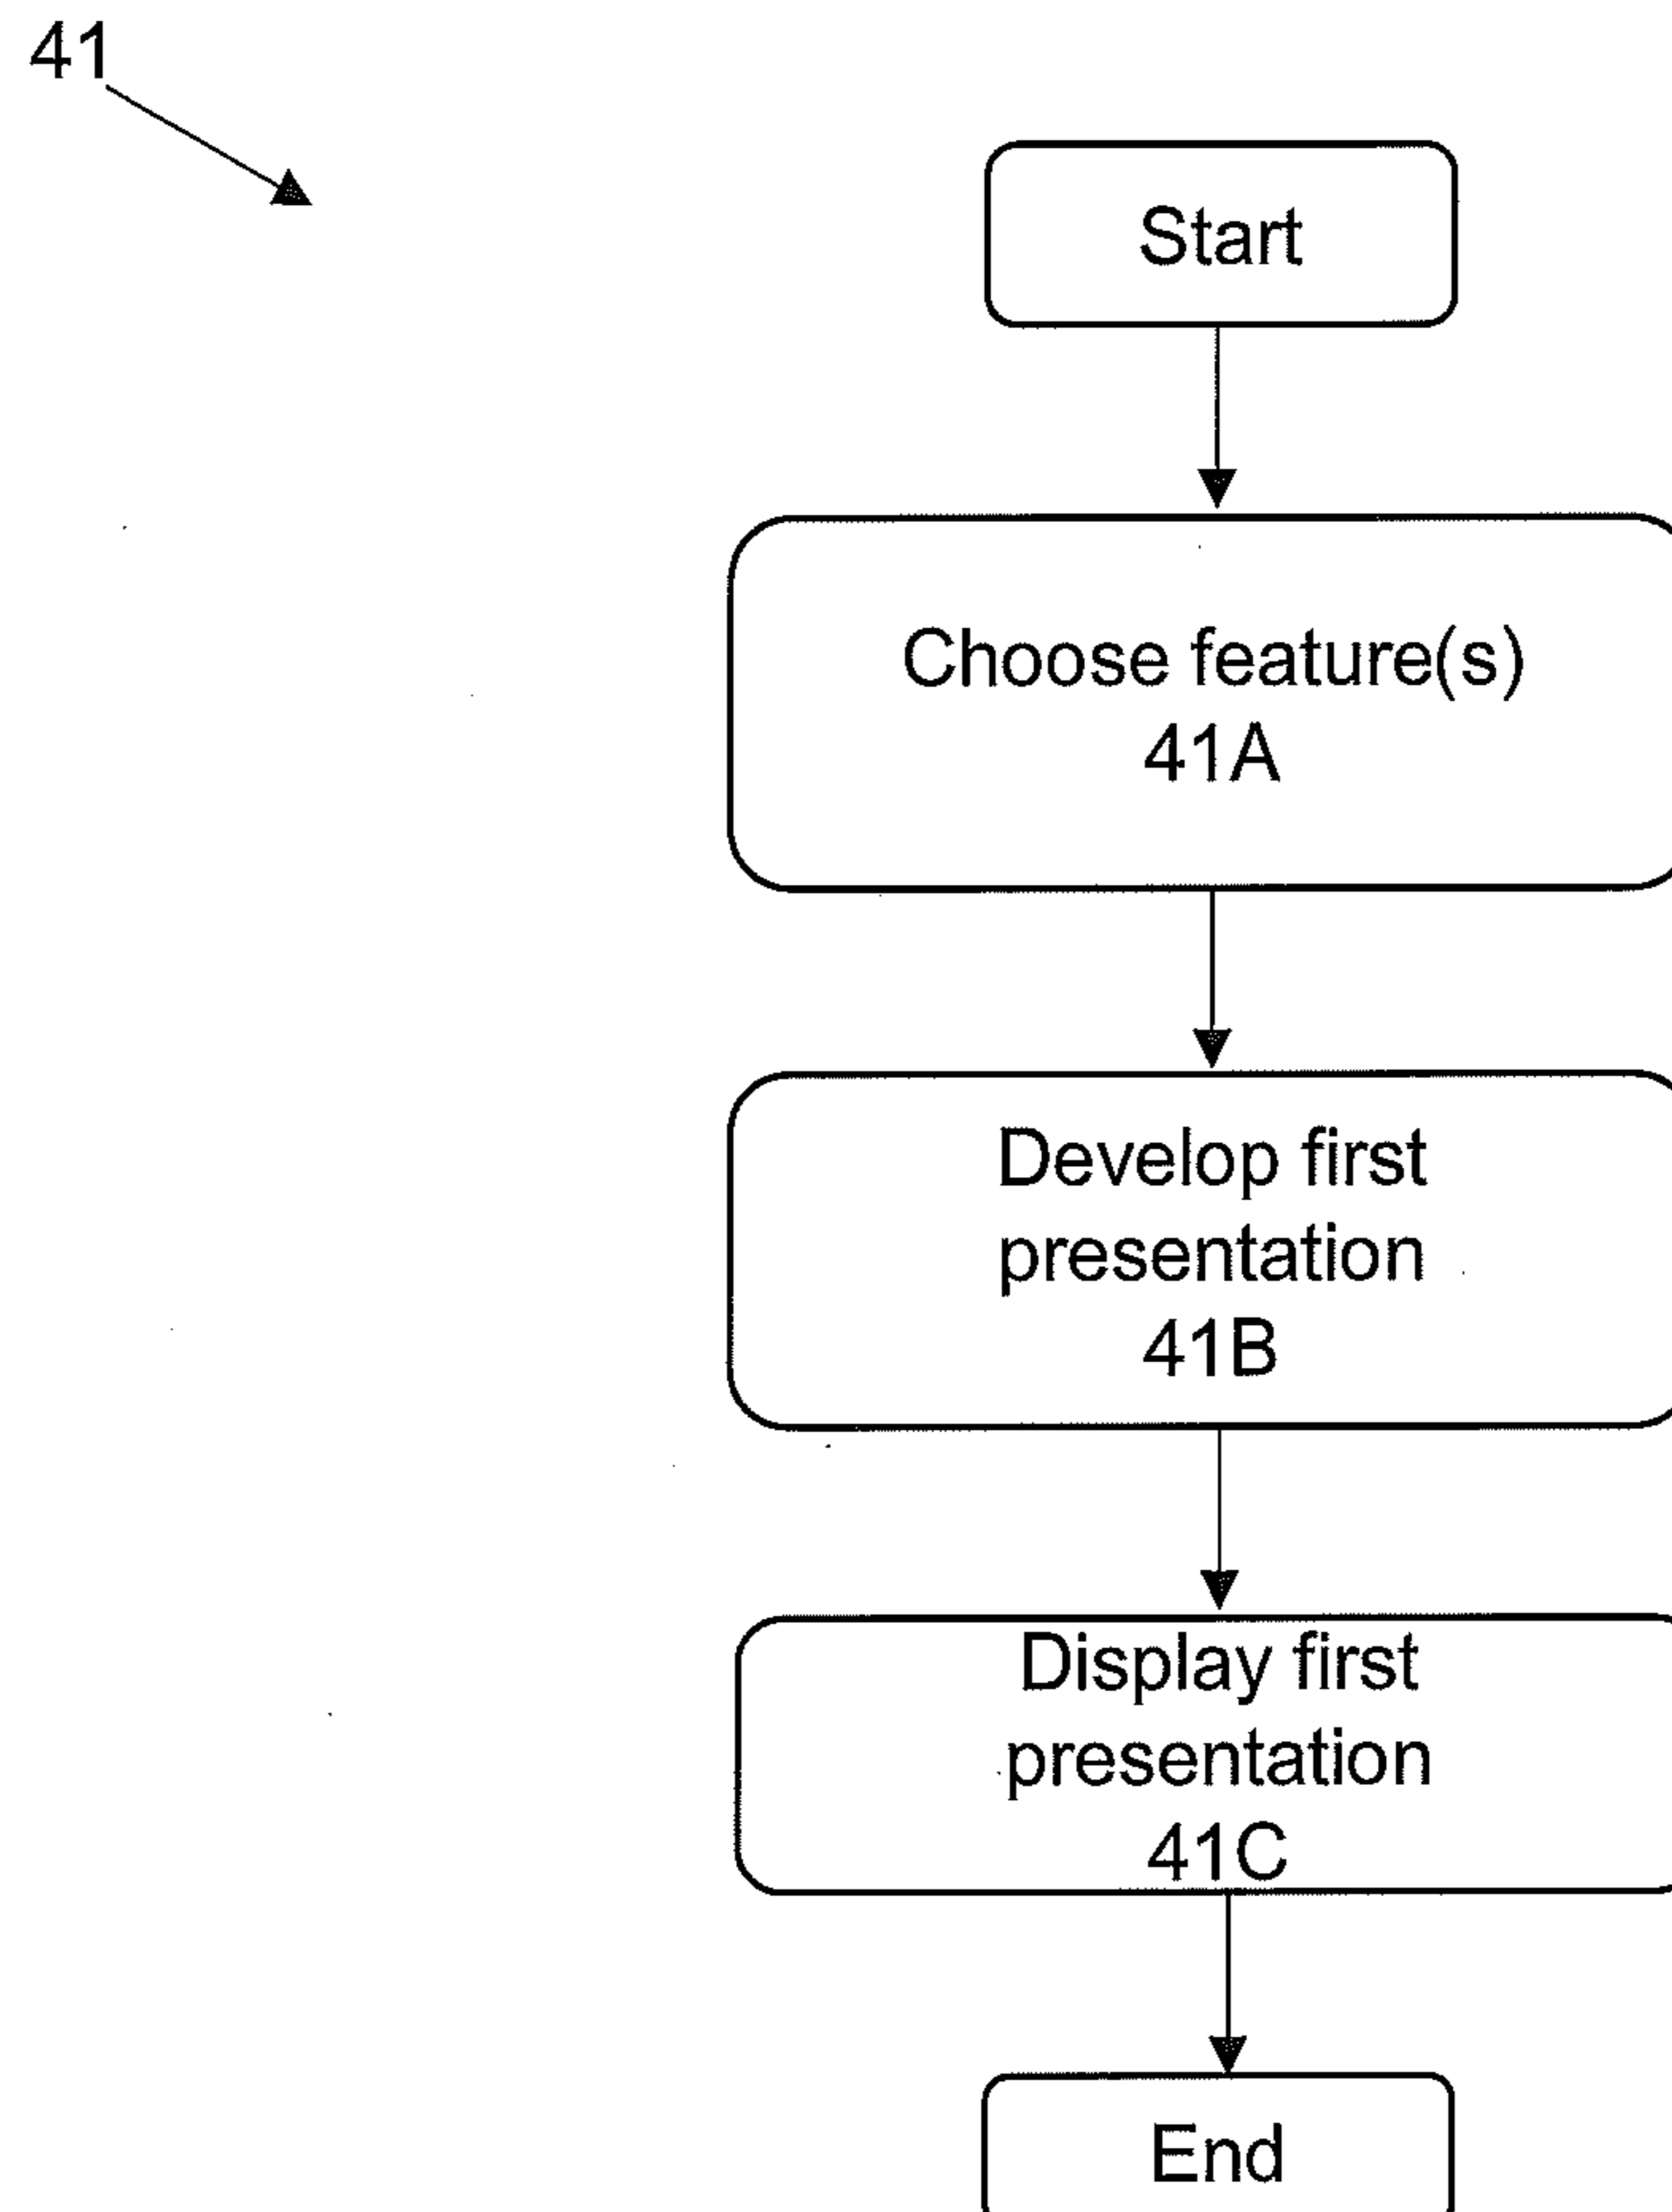 41
Start
Choose feature(s)
41A
Develop first
presentation
41B
Display first
presentation
41C
End